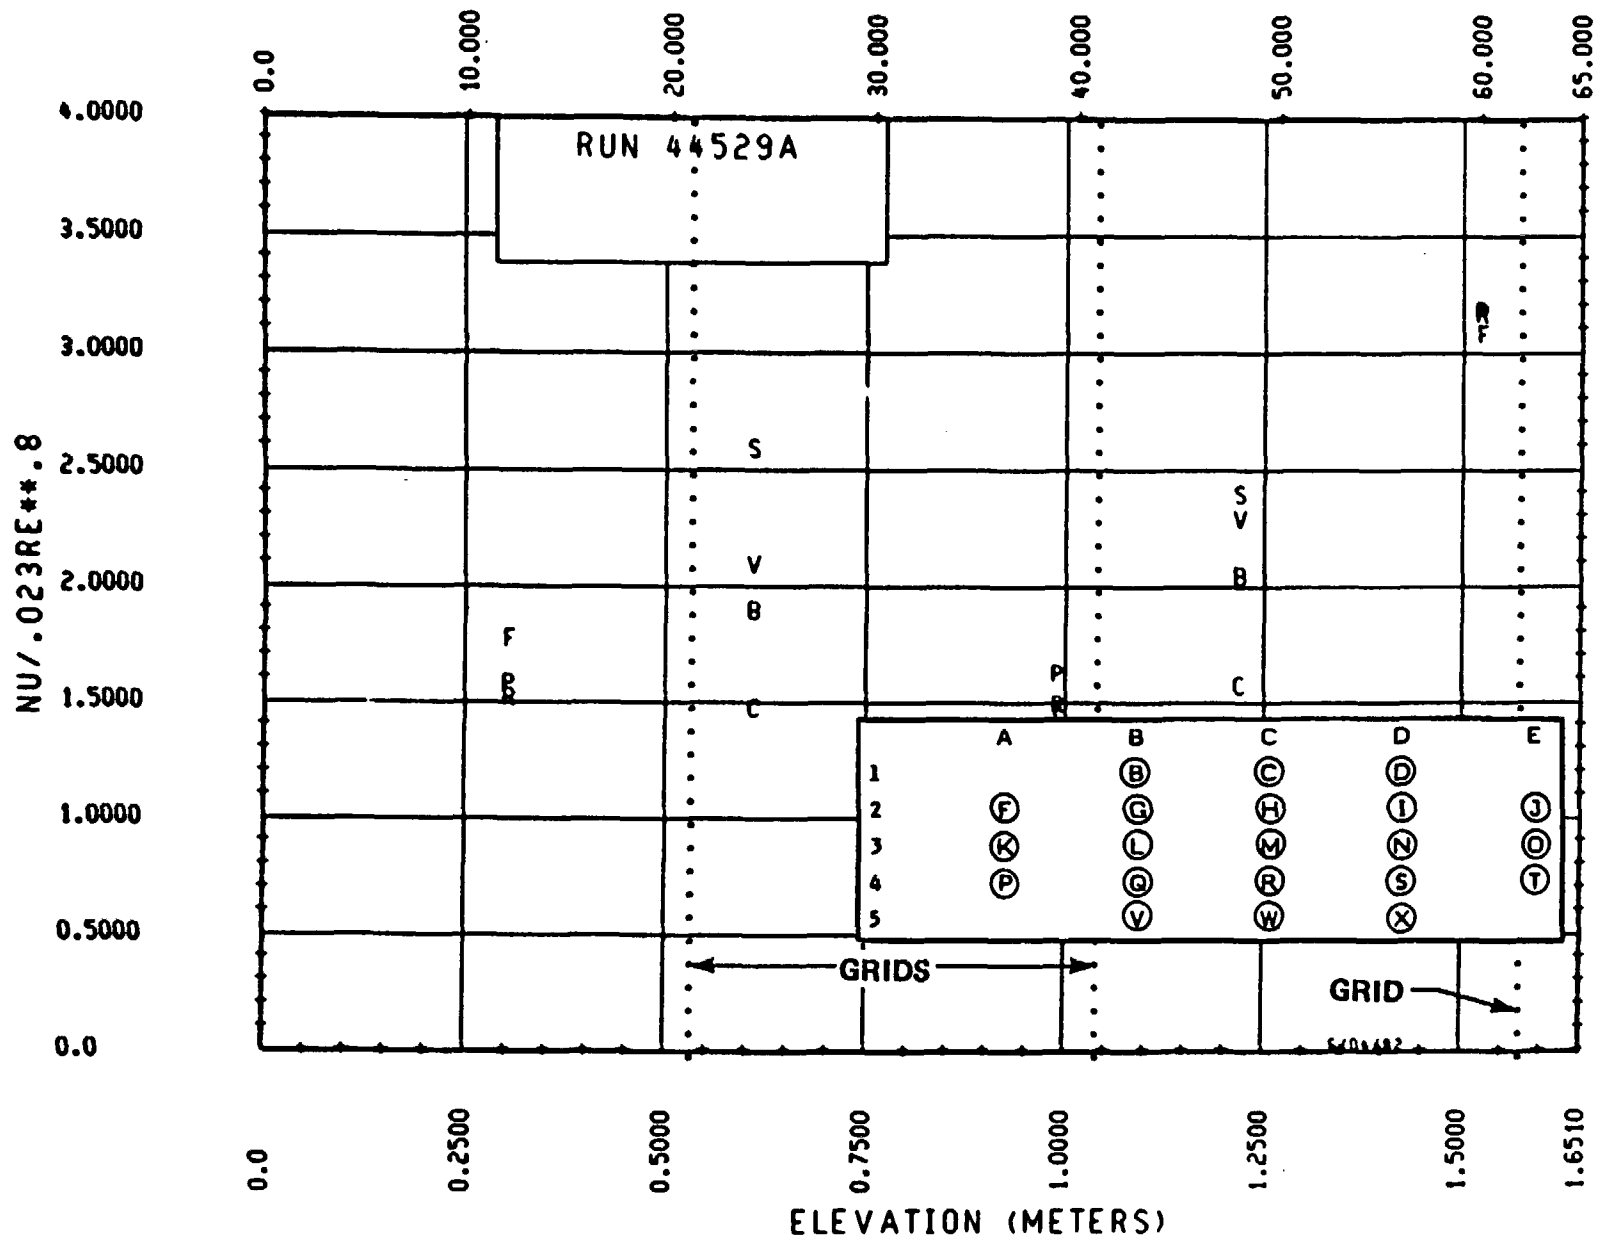 0.0 10.000 20.000 30.000 40.000 50.000 60.000 65.000
4.0000
RUN 44529A
3.5000
3.0000
F
S
2.5000
S
V
V
2.0000
B
B
F
P
P
C
R
1.5000
C
R
NU/.023RE**.8
A B C D E
1 B C D
2 F G H I J
1.0000
3 K L M N O
4 P Q R S T
5 V W X
0.5000
GRIDS
GRID
0.0
0.0 0.2500 0.5000 0.7500 1.0000 1.2500 1.5000 1.6510
ELEVATION (METERS)